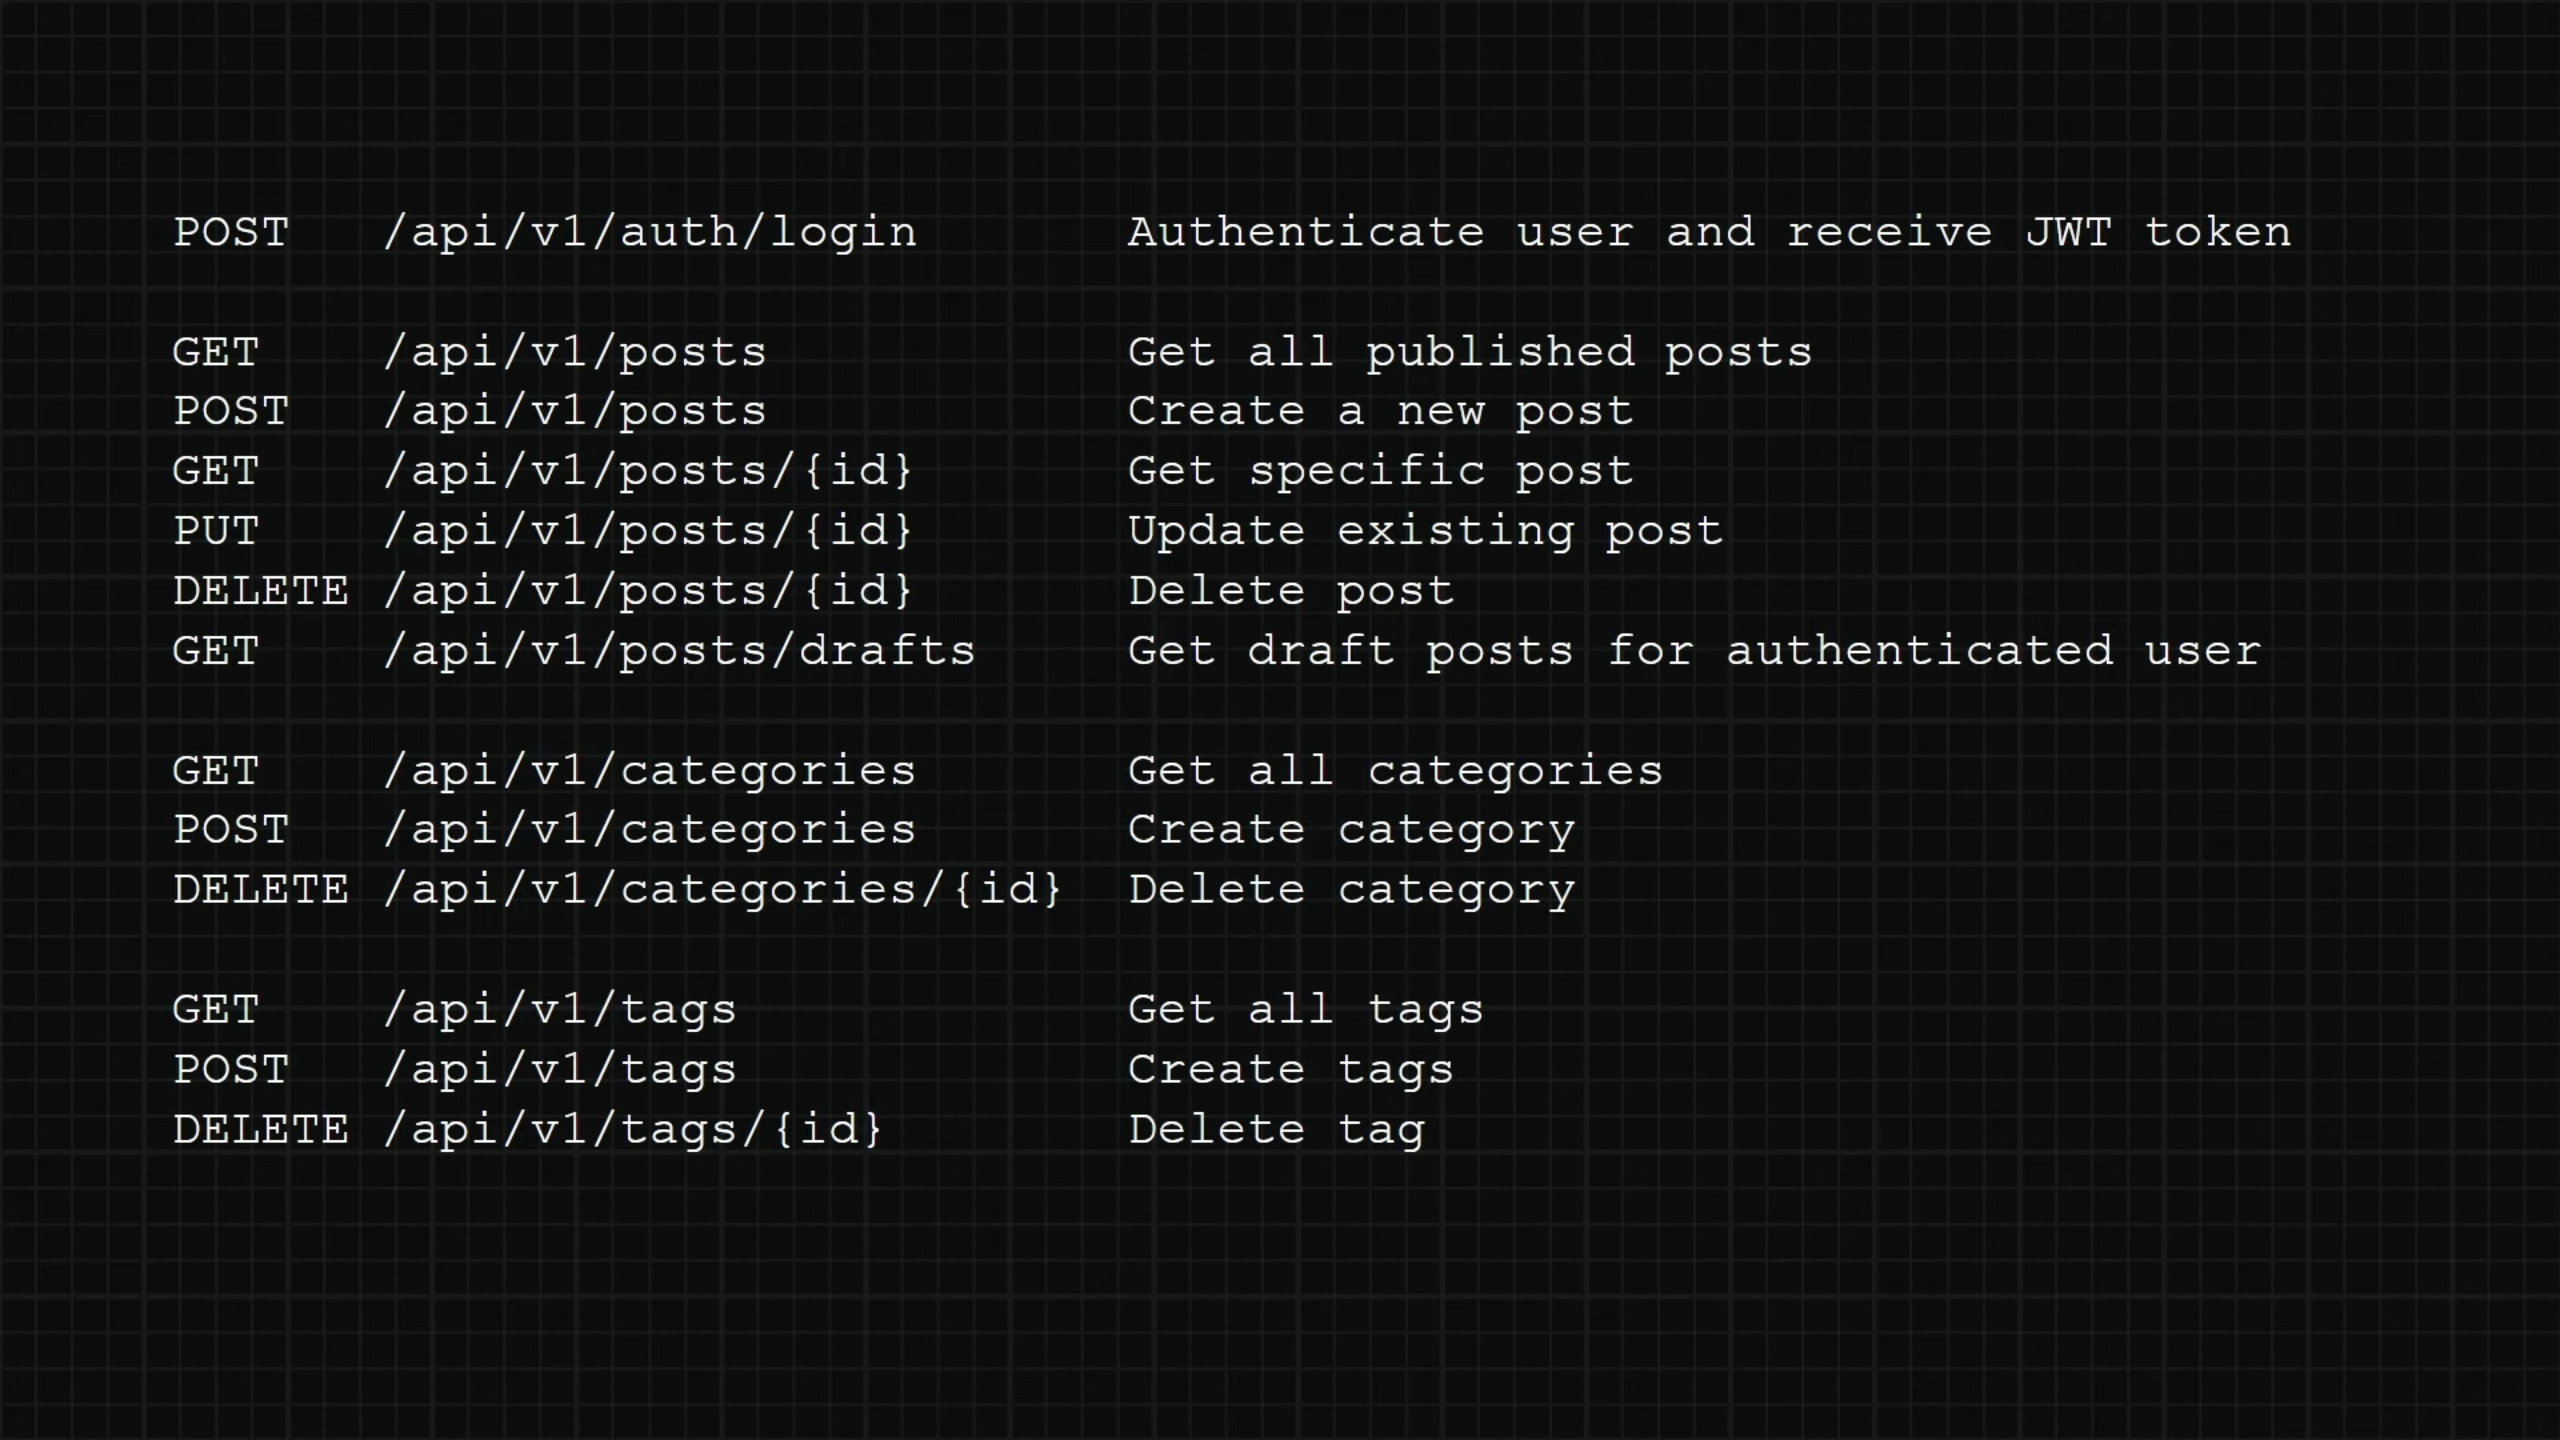 POST /api/v1/auth/login Authenticate user and receive JWT token
GET /api/v1/posts Get all published posts
POST /api/v1/posts Create a new post
GET /api/v1/posts/{id} Get specific post
PUT /api/v1/posts/{id} Update existing post
DELETE /api/v1/posts/{id} Delete post
GET /api/v1/posts/drafts Get draft posts for authenticated user
GET /api/v1/categories Get all categories
POST /api/v1/categories Create category
DELETE /api/v1/categories/{id} Delete category
GET /api/v1/tags Get all tags
POST /api/v1/tags Create tags
DELETE /api/v1/tags/{id} Delete tag